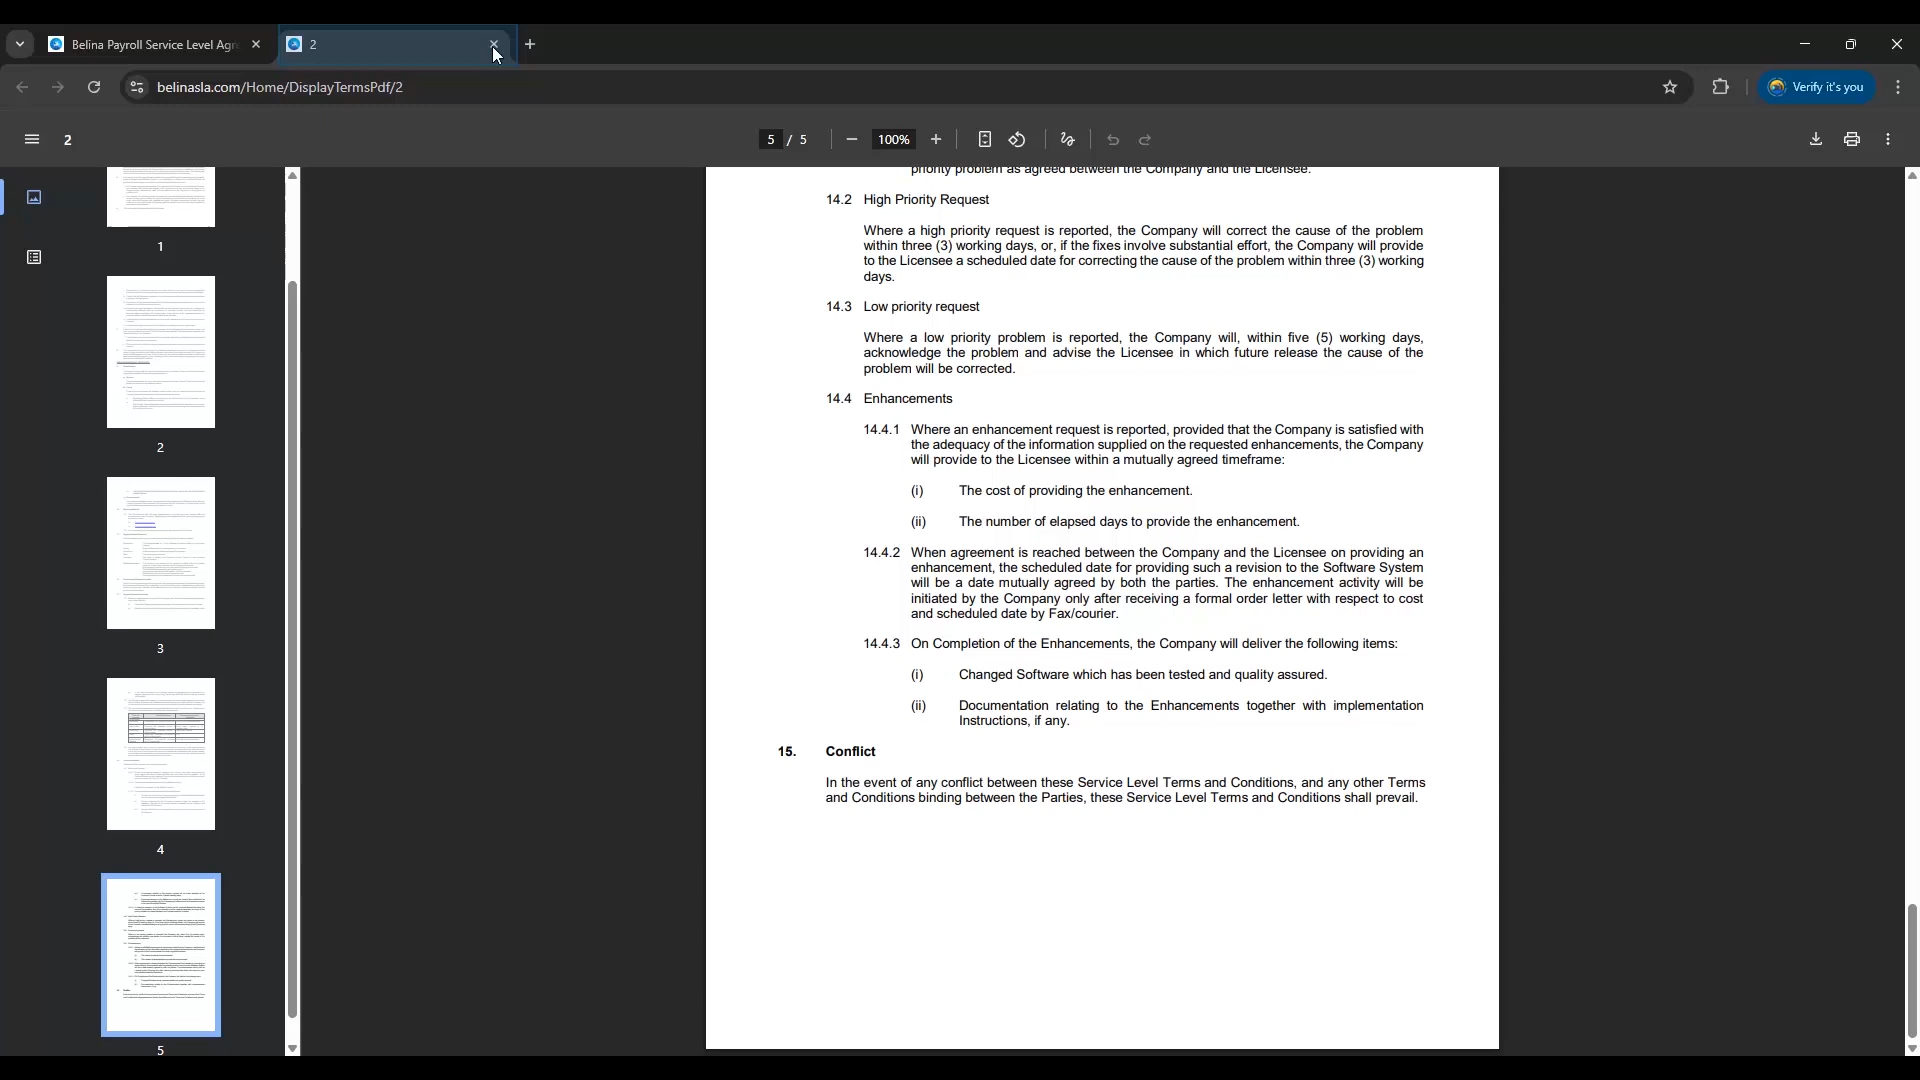 Belina Payroll Service Level Agre
2
belinasla.com/Home/DisplayTermsPdf/2
Verify it's you
2
5 / 5
100%
1
2
3
4
5
priority problem as agreed between the Company and the Licensee.
14.2 High Priority Request
Where a high priority request is reported, the Company will correct the cause of the problem
within three (3) working days, or, if the fixes involve substantial effort, the Company will provide
to the Licensee a scheduled date for correcting the cause of the problem within three (3) working
days.
14.3 Low priority request
Where a low priority problem is reported, the Company will, within five (5) working days,
acknowledge the problem and advise the Licensee in which future release the cause of the
problem will be corrected.
14.4 Enhancements
14.4.1 Where an enhancement request is reported, provided that the Company is satisfied with
the adequacy of the information supplied on the requested enhancements, the Company
will provide to the Licensee within a mutually agreed timeframe:
(i) The cost of providing the enhancement.
(ii) The number of elapsed days to provide the enhancement.
14.4.2 When agreement is reached between the Company and the Licensee on providing an
enhancement, the scheduled date for providing such a revision to the Software System
will be a date mutually agreed by both the parties. The enhancement activity will be
initiated by the Company only after receiving a formal order letter with respect to cost
and scheduled date by Fax/courier.
14.4.3 On Completion of the Enhancements, the Company will deliver the following items:
(i) Changed Software which has been tested and quality assured.
(ii) Documentation relating to the Enhancements together with implementation
Instructions, if any.
15. Conflict
In the event of any conflict between these Service Level Terms and Conditions, and any other Terms
and Conditions binding between the Parties, these Service Level Terms and Conditions shall prevail.